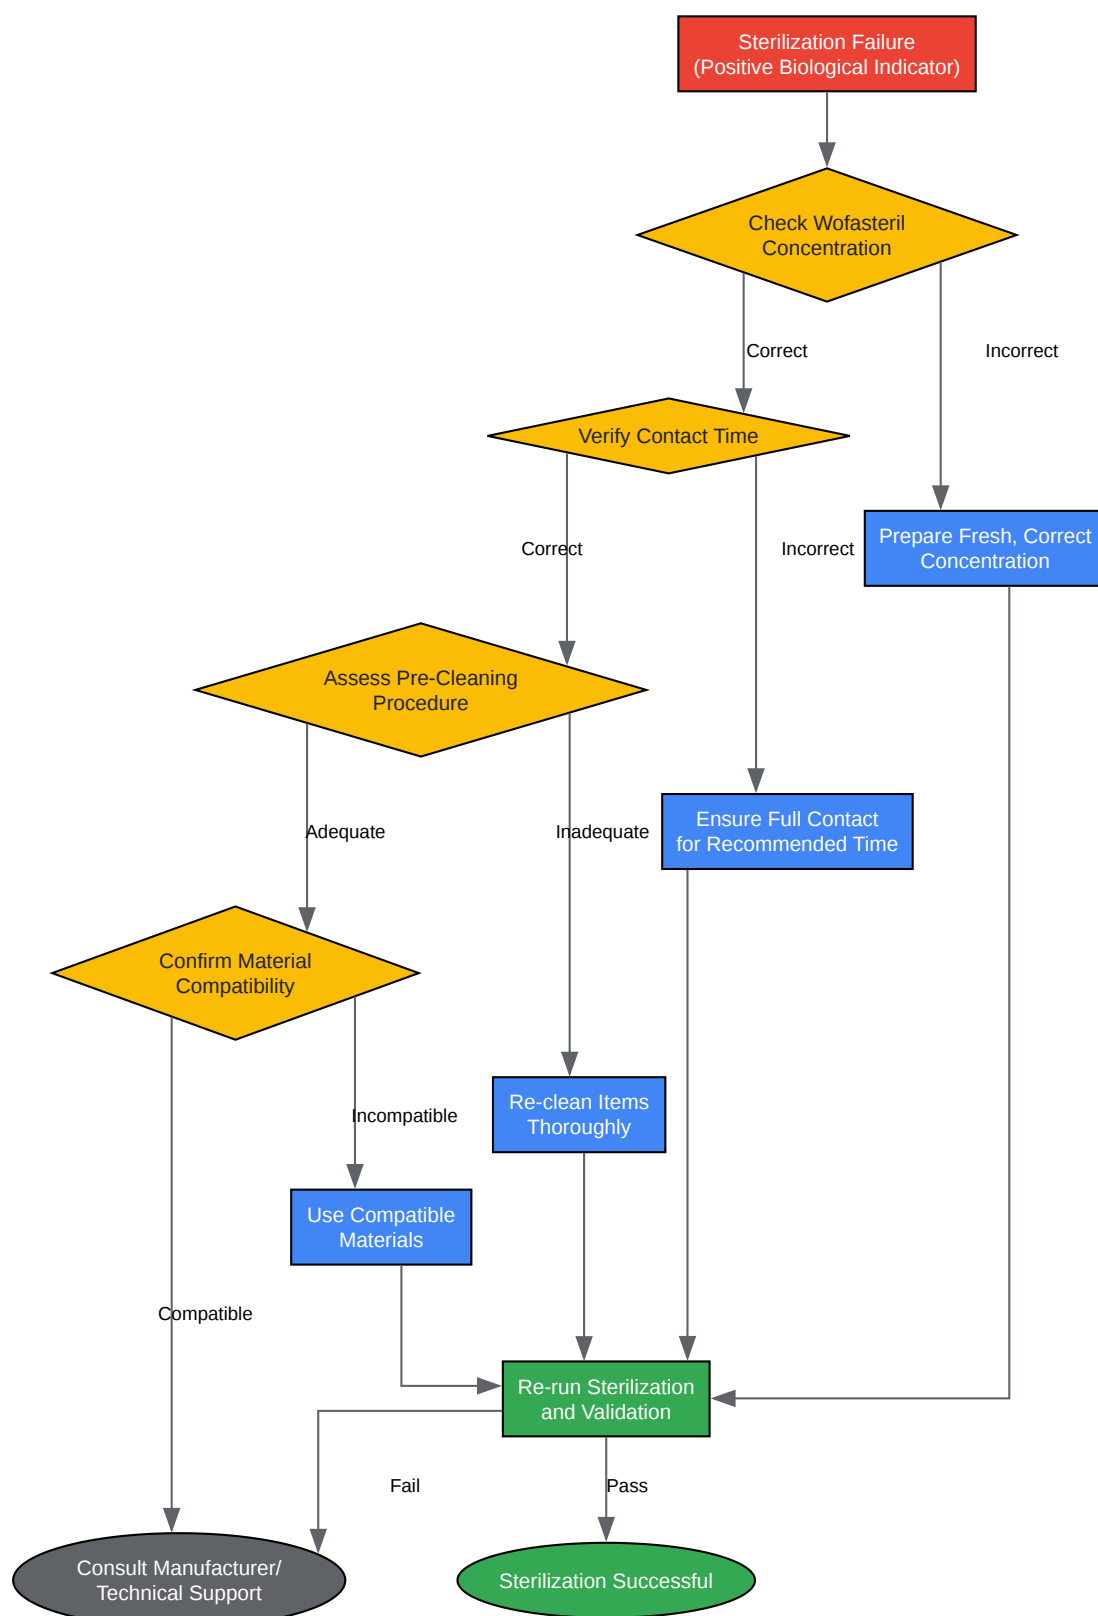 Sterilization Failure
(Positive Biological Indicator)
Check Wofasteril
Concentration
Correct
Incorrect
Verify Contact Time
Prepare Fresh, Correct
Concentration
Correct
Incorrect
Assess Pre-Cleaning
Procedure
Ensure Full Contact
for Recommended Time
Adequate
Inadequate
Confirm Material
Compatibility
Re-clean Items
Thoroughly
Incompatible
Use Compatible
Materials
Compatible
Re-run Sterilization
and Validation
Fail
Pass
Consult Manufacturer/
Technical Support
Sterilization Successful